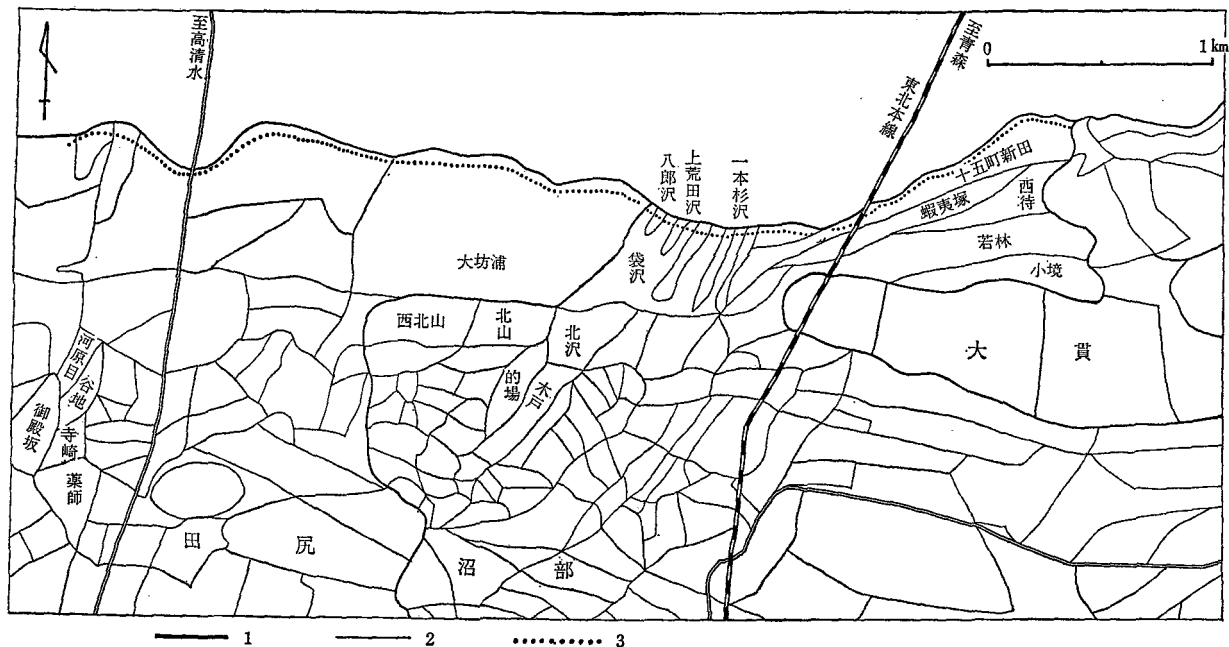 至高清水
至青森
東北本線
0 1km
十五町新田
蝦夷塚
西待
若林
小境
一本杉沢
上荒田沢
八郎沢
袋沢
大坊浦
西北山
北山
北沢
大貫
的場
木戸
河原目
谷地
寺崎
御殿坂
薬師
田尻
沼部
1 2 3